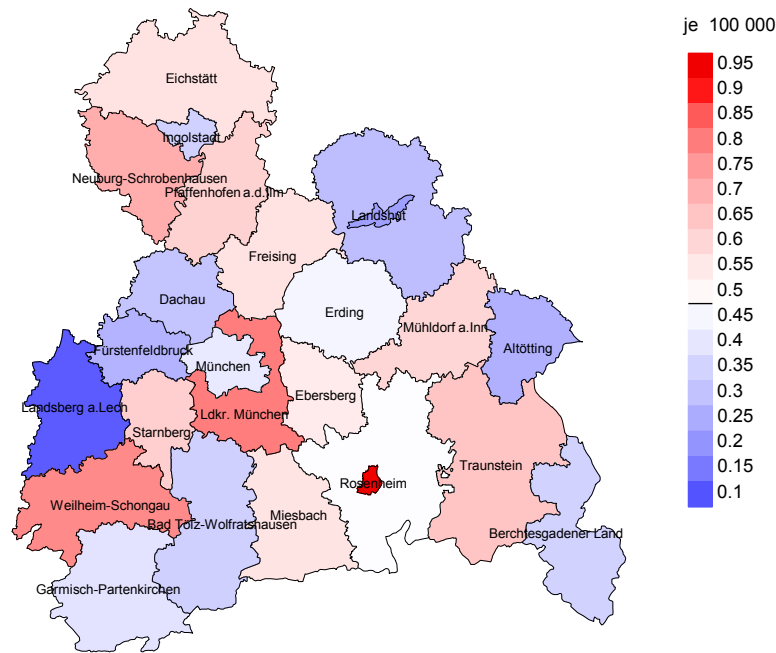 je 100 000
0.95
0.9
0.85
0.8
0.75
0.7
0.65
0.6
0.55
0.5
0.45
0.4
0.35
0.3
0.25
0.2
0.15
0.1
Eichstätt
Ingolstadt
Neuburg-Schrobenhausen
Pfaffenhofen a.d.Ilm
Landshut
Freising
Dachau
Erding
Mühldorf a.Inn
Altötting
Fürstenfeldbruck
München
Ebersberg
Landsberg a.Lech
Ldkr. München
Starnberg
Traunstein
Rosenheim
Weilheim-Schongau
Miesbach
Bad Tölz-Wolfratshausen
Berchtesgadener Land
Garmisch-Partenkirchen